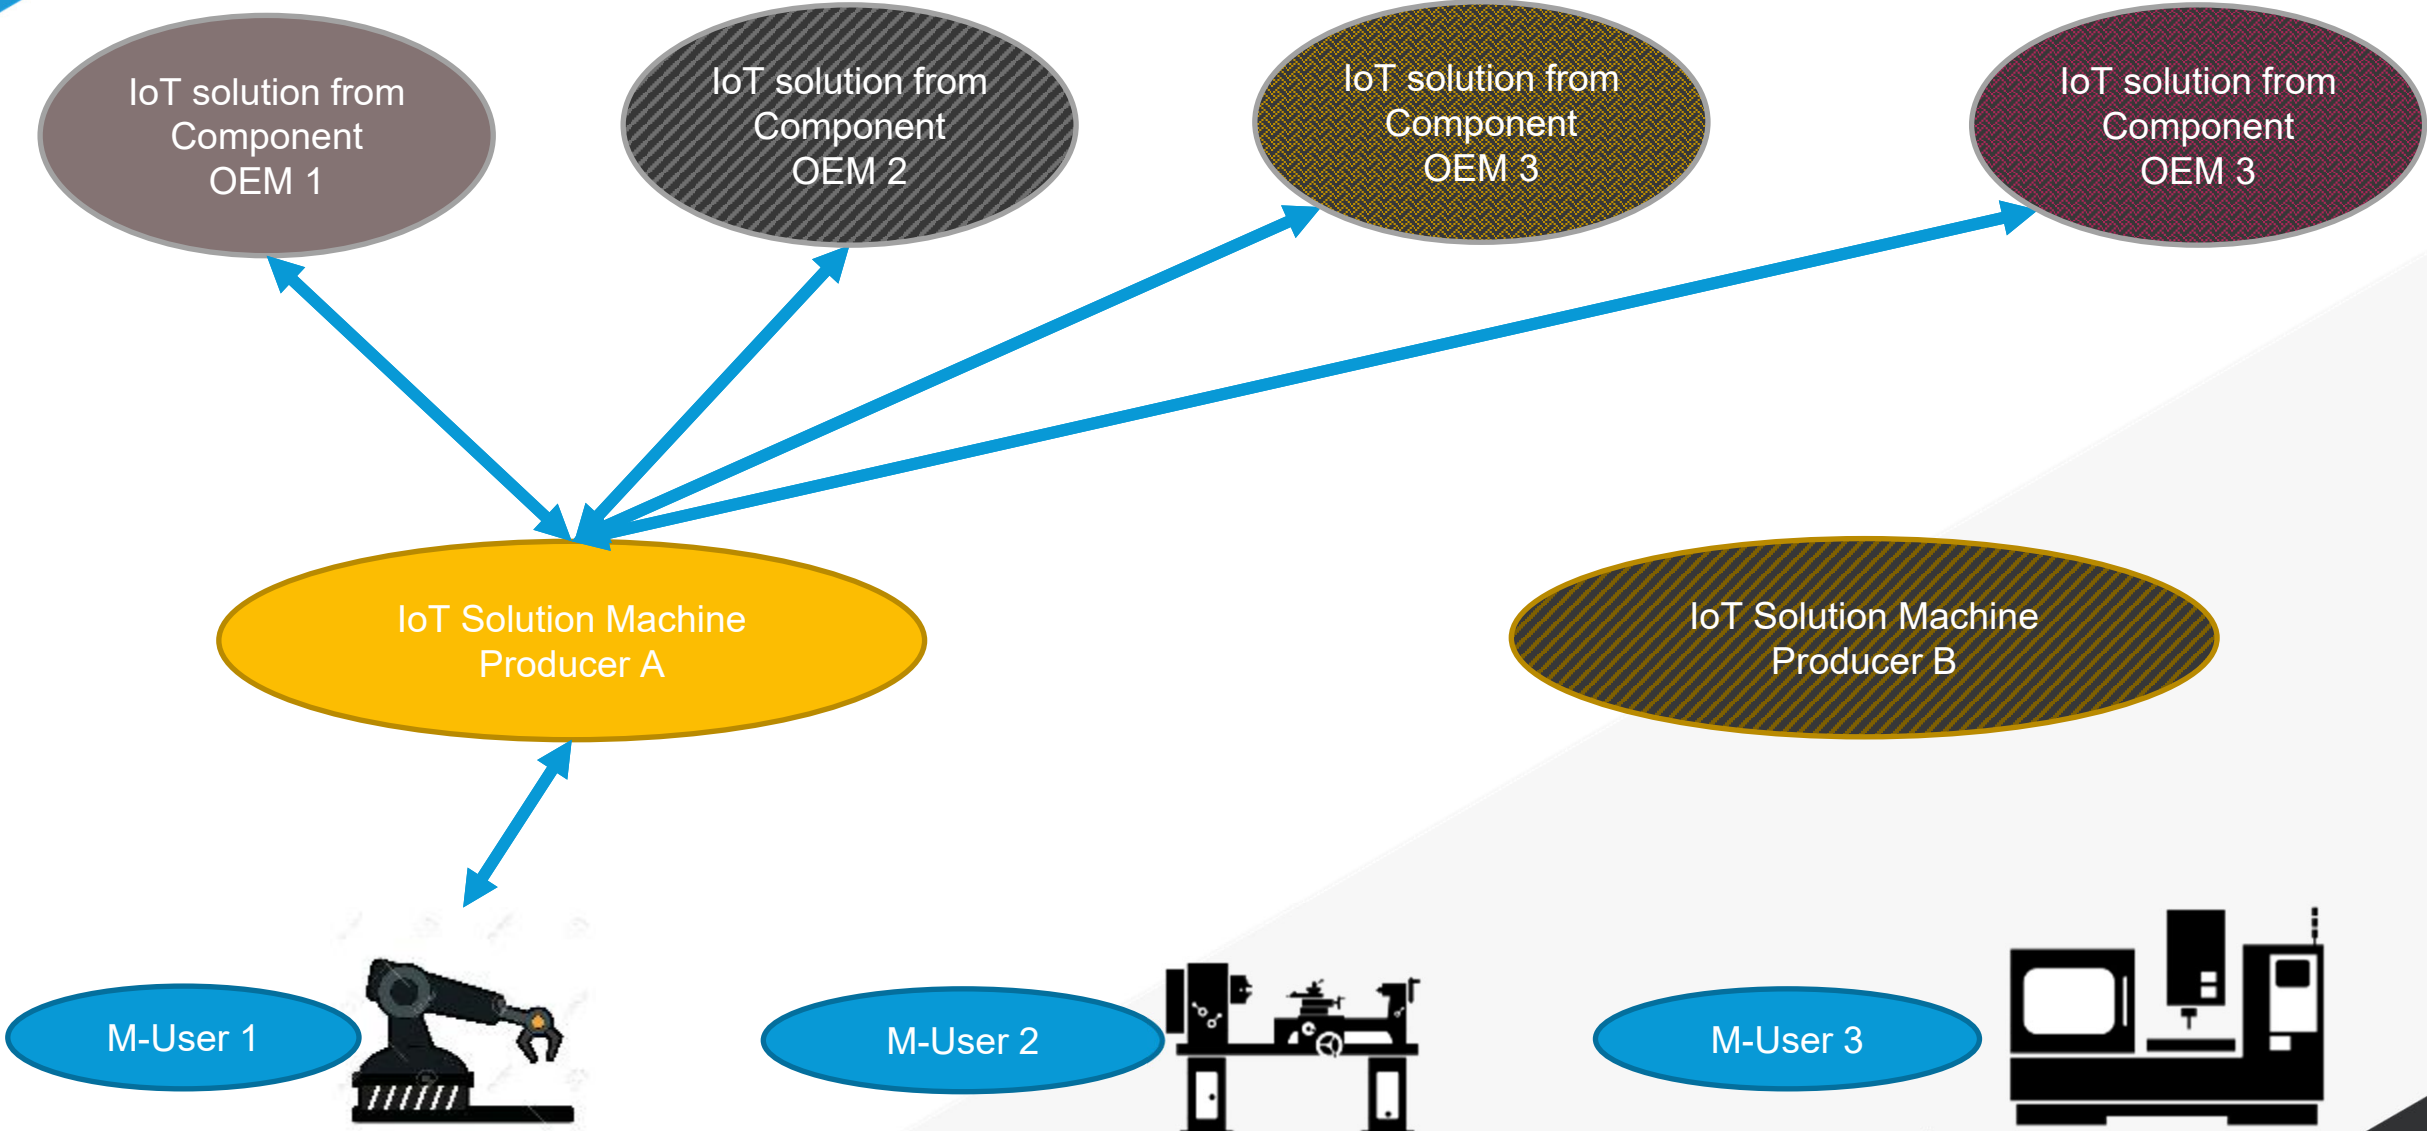 IoT solution from
Component
OEM 1
IoT solution from
Component
OEM 2
IoT solution from
Component
OEM 3
IoT solution from
Component
OEM 3
IoT Solution Machine
Producer A
IoT Solution Machine
Producer B
M-User 1
M-User 2
M-User 3